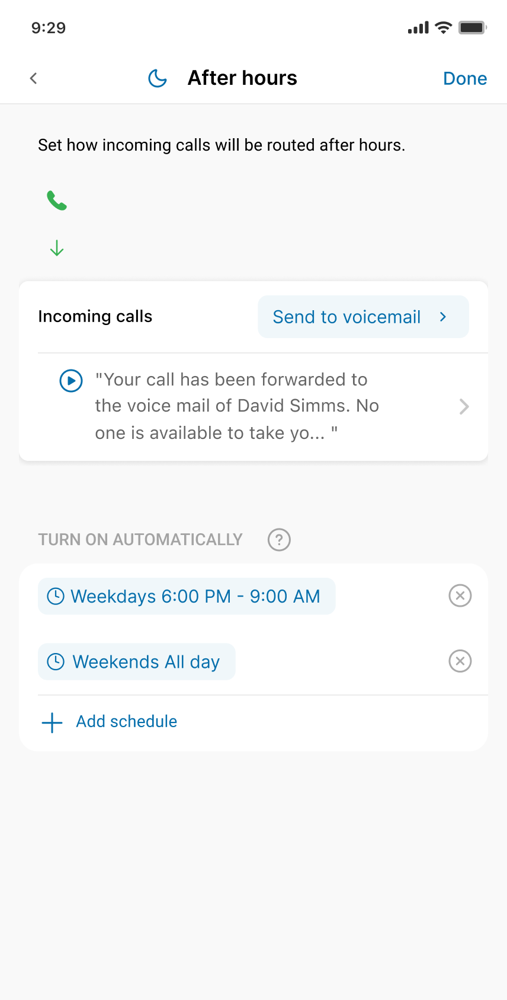 9:29
After hours
Done
Set how incoming calls will be routed after hours.
Incoming calls
Send to voicemail
"Your call has been forwarded to
the voice mail of David Simms. No
one is available to take yo... "
TURN ON AUTOMATICALLY
?
Weekdays 6:00 PM - 9:00 AM
Weekends All day
Add schedule